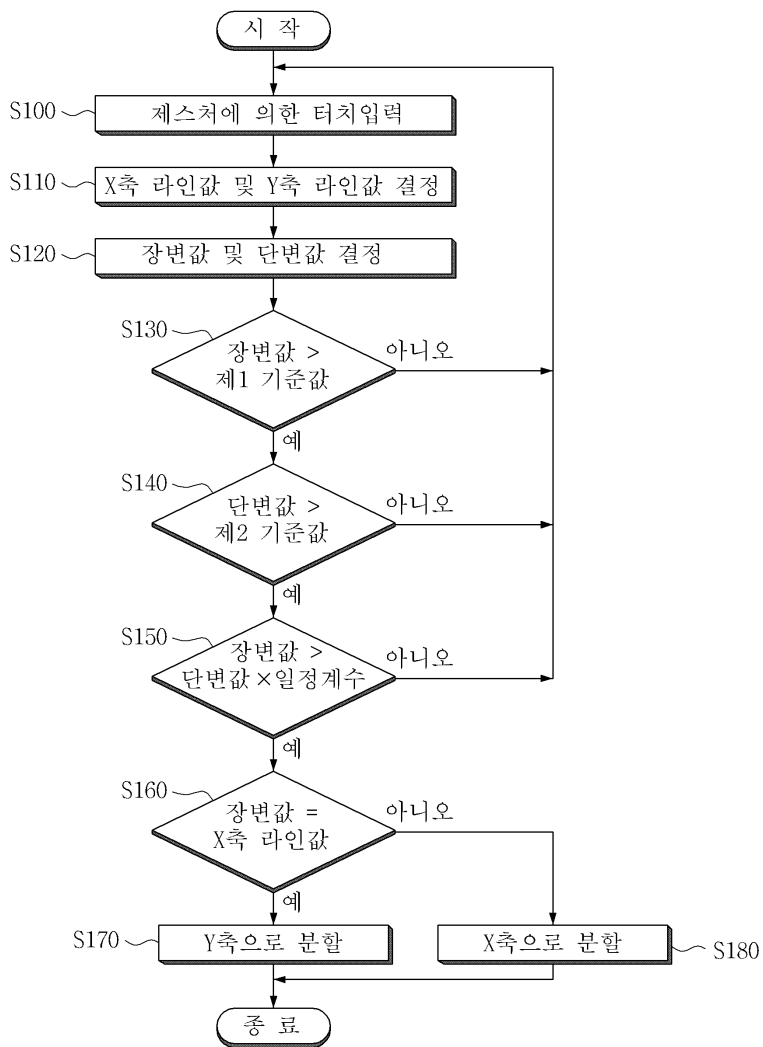 시 작
S100
제스처에 의한 터치입력
S110
X축 라인값 및 Y축 라인값 결정
S120
장변값 및 단변값 결정
S130
장변값 >
제1 기준값
아니오
예
S140
단변값 >
제2 기준값
아니오
예
S150
장변값 >
단변값×일정계수
아니오
예
S160
장변값 =
X축 라인값
아니오
예
S170
Y축으로 분할
X축으로 분할
S180
종 료